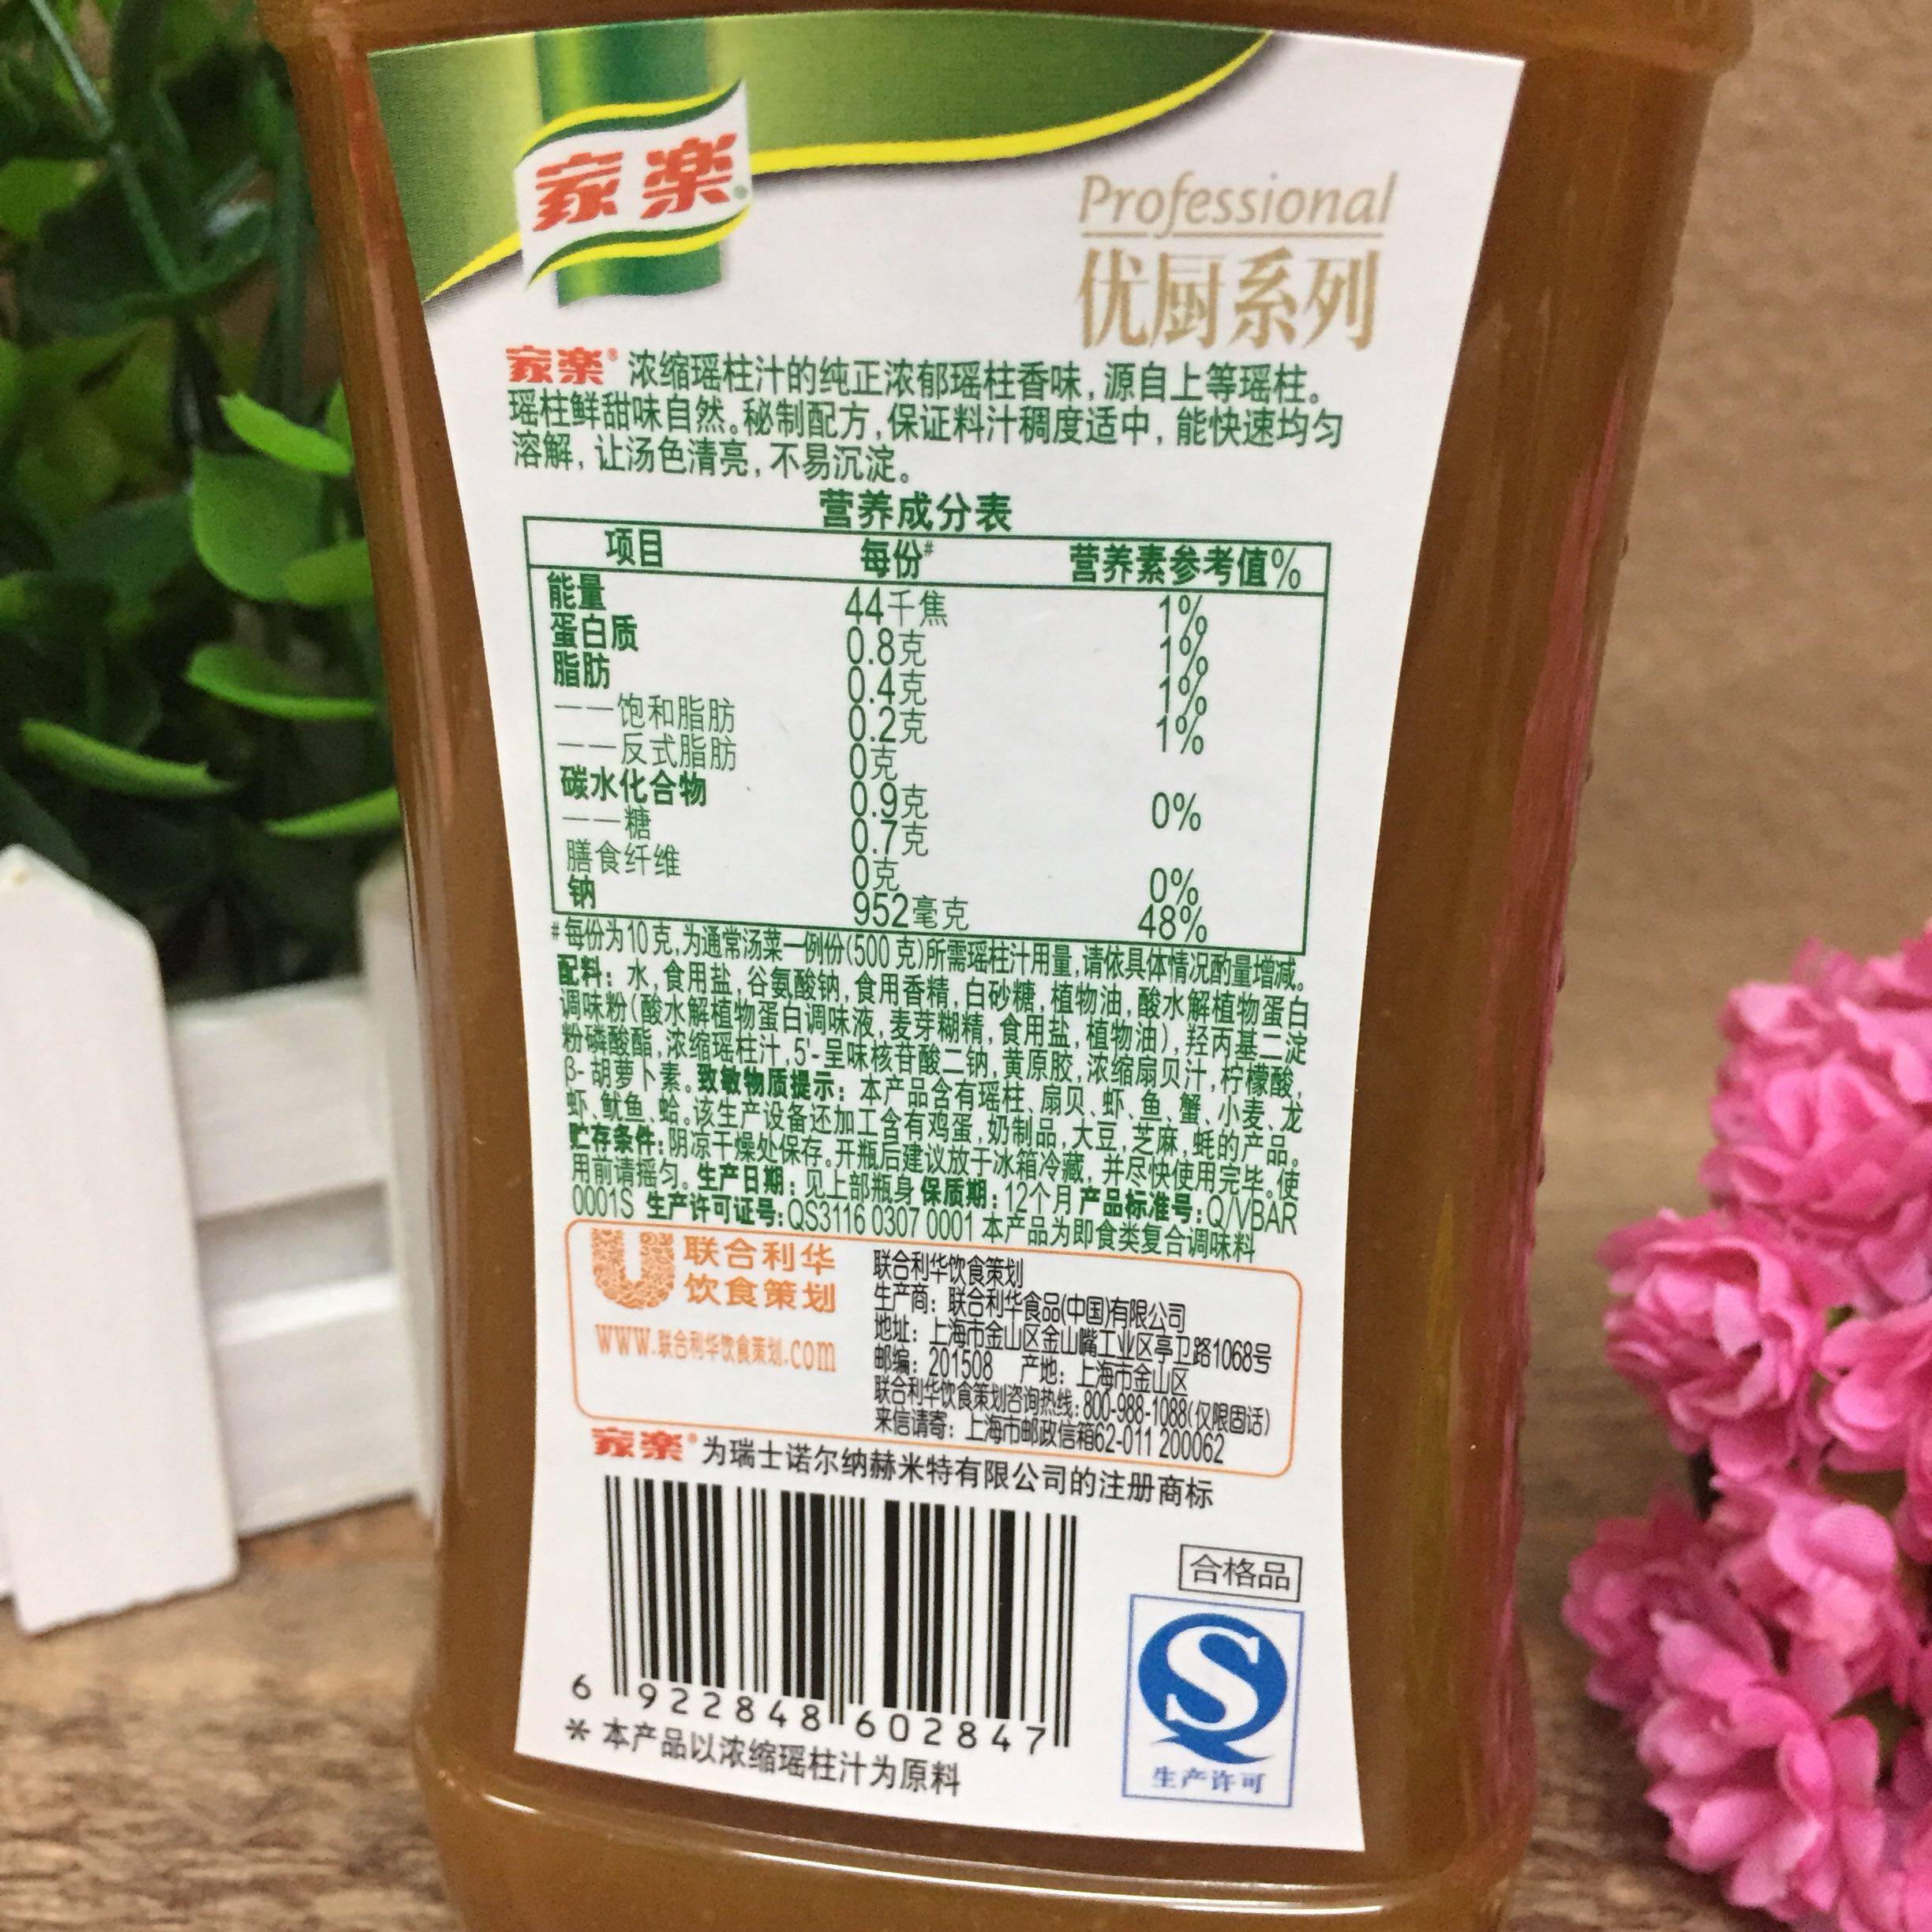 家楽®
Professional
优厨系列
家楽® 浓缩瑶柱汁的纯正浓郁瑶柱香味,源自上等瑶柱。
瑶柱鲜甜味自然。秘制配方,保证料汁稠度适中,能快速均匀
溶解,让汤色清亮,不易沉淀。
营养成分表
项目 每份# 营养素参考值%
能量 44千焦 1%
蛋白质 0.8克 1%
脂肪 0.4克 1%
——饱和脂肪 0.2克 1%
——反式脂肪 0克
碳水化合物 0.9克 0%
——糖 0.7克
膳食纤维 0克 0%
钠 952毫克 48%
#每份为10克,为通常汤菜一例份(500克)所需瑶柱汁用量,请依具体情况酌量增减。
配料:水,食用盐,谷氨酸钠,食用香精,白砂糖,植物油,酸水解植物蛋白
调味粉(酸水解植物蛋白调味液,麦芽糊精,食用盐,植物油),羟丙基二淀
粉磷酸酯,浓缩瑶柱汁,5'-呈味核苷酸二钠,黄原胶,浓缩扇贝汁,柠檬酸,
β-胡萝卜素。致敏物质提示:本产品含有瑶柱、扇贝、虾、鱼、蟹、小麦、龙
虾、鱿鱼、蛤。该生产设备还加工含有鸡蛋,奶制品,大豆,芝麻,蚝的产品。
贮存条件:阴凉干燥处保存。开瓶后建议放于冰箱冷藏,并尽快使用完毕。使
用前请摇匀。生产日期:见上部瓶身 保质期:12个月 产品标准号:Q/VBAR
0001S 生产许可证号:QS3116 0307 0001 本产品为即食类复合调味料
联合利华
饮食策划
www.联合利华饮食策划.com
联合利华饮食策划
生产商:联合利华食品(中国)有限公司
地址:上海市金山区金山嘴工业区亭卫路1068号
邮编:201508 产地:上海市金山区
联合利华饮食策划咨询热线:800-988-1088(仅限固话)
来信请寄:上海市邮政信箱62-011 200062
家楽®为瑞士诺尔纳赫米特有限公司的注册商标
合格品
6 922848 602847
生产许可
*本产品以浓缩瑶柱汁为原料